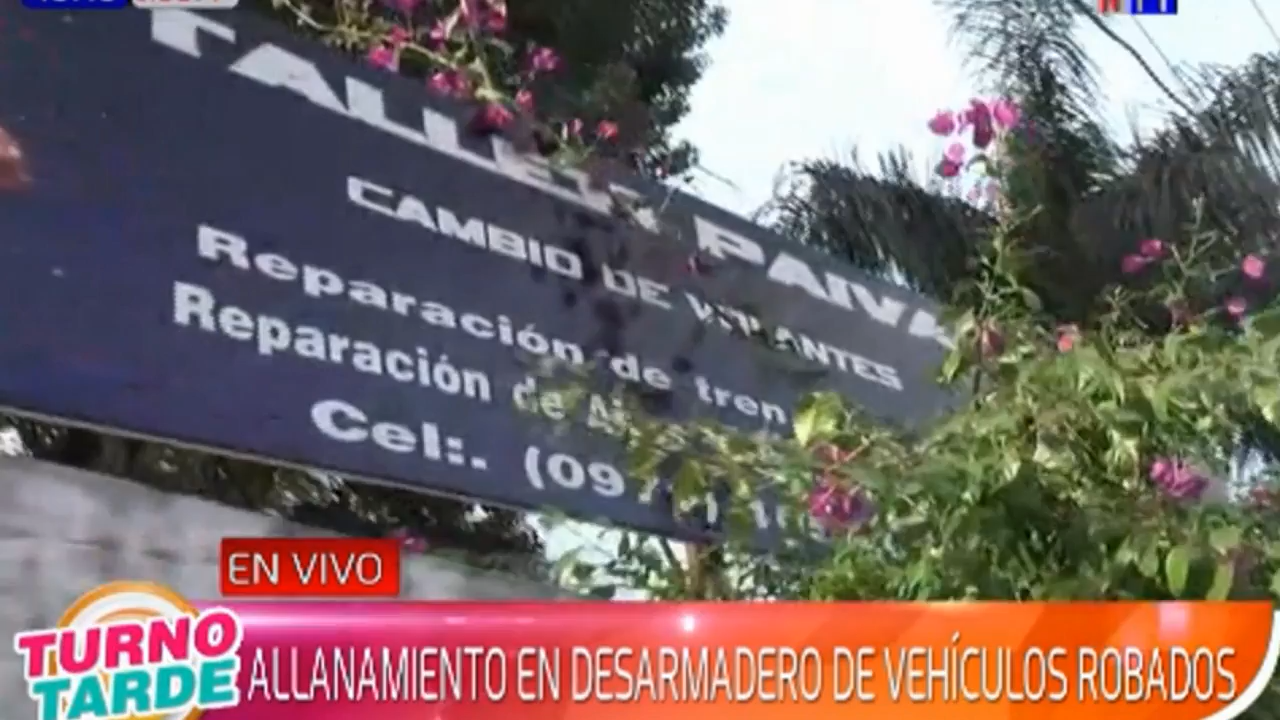 TALLER PAIVA
CAMBIO DE VOLANTES
Reparación de tren
Reparación de
Cel:. (09
EN VIVO
TURNO
TARDE
ALLANAMIENTO EN DESARMADERO DE VEHÍCULOS ROBADOS